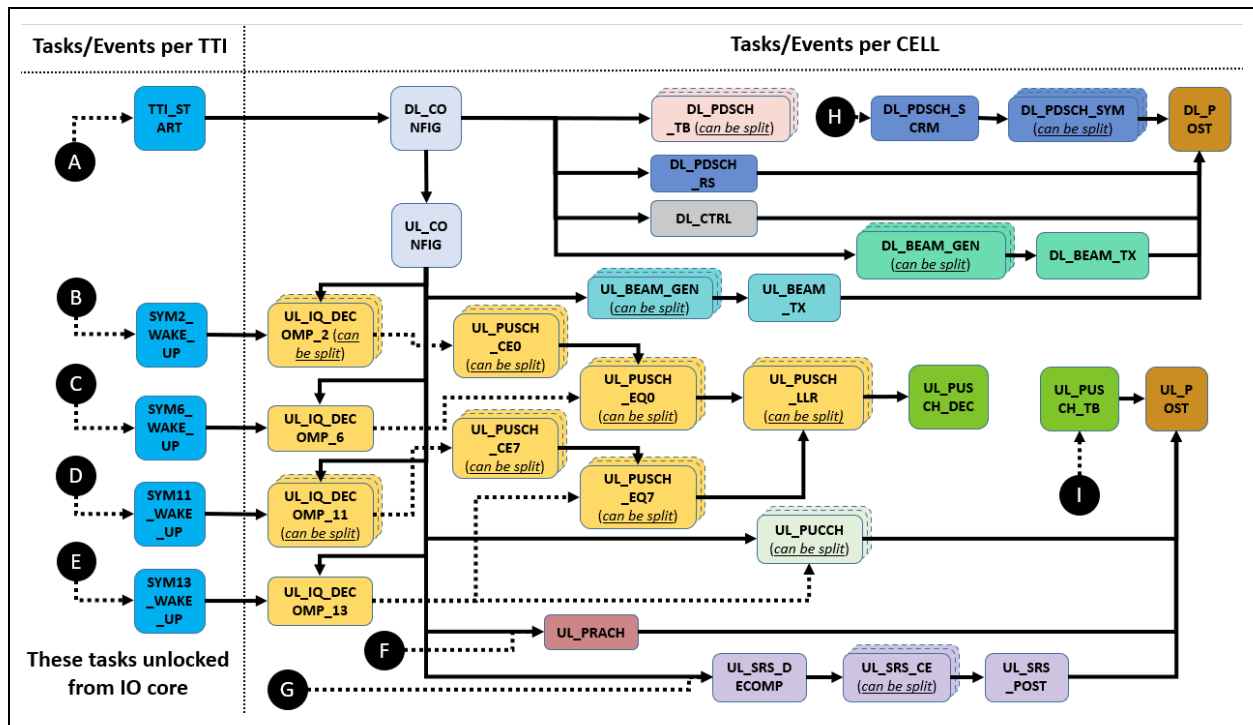 Tasks/Events per TTI
Tasks/Events per CELL
A
TTI_ST
ART
DL_CO
NFIG
DL_PDSCH
_TB (can be split)
H
DL_PDSCH_S
CRM
DL_PDSCH_SYM
(can be split)
DL_P
OST
DL_PDSCH
_RS
DL_CTRL
UL_CO
NFIG
DL_BEAM_GEN
(can be split)
DL_BEAM_TX
UL_BEAM_GEN
(can be split)
UL_BEAM
_TX
B
SYM2_
WAKE_
UP
UL_IQ_DEC
OMP_2 (can
be split)
UL_PUSCH
_CE0
(can be split)
C
SYM6_
WAKE_
UP
UL_IQ_DEC
OMP_6
UL_PUSCH
_EQ0
(can be split)
UL_PUSCH
_LLR
(can be split)
UL_PUS
CH_DEC
UL_PUS
CH_TB
UL_P
OST
UL_PUSCH
_CE7
(can be split)
D
SYM11
_WAKE
_UP
UL_IQ_DEC
OMP_11
(can be split)
UL_PUSCH
_EQ7
(can be split)
I
UL_PUCCH
(can be split)
E
SYM13
_WAKE
_UP
UL_IQ_DEC
OMP_13
F
UL_PRACH
These tasks unlocked
from IO core
G
UL_SRS_D
ECOMP
UL_SRS_CE
(can be split)
UL_SRS
_POST